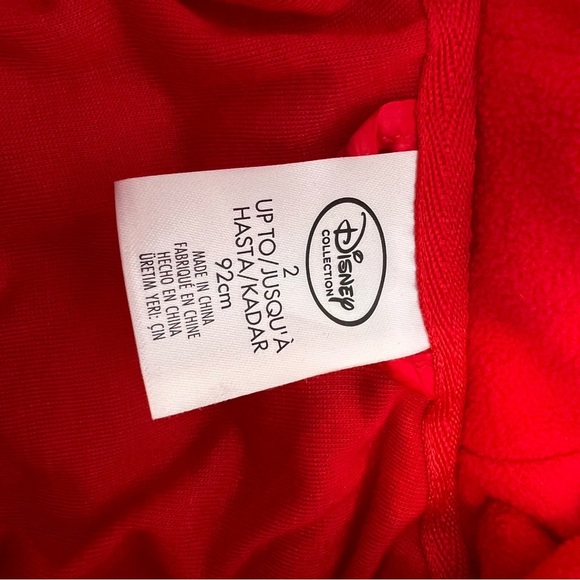 DISNEY
COLLECTION
2
UP TO/JUSQU'À
HASTA/KADAR
92cm
MADE IN CHINA
FABRIQUÉ EN CHINE
HECHO EN CHINA
ÜRETIM YERİ: ÇIN